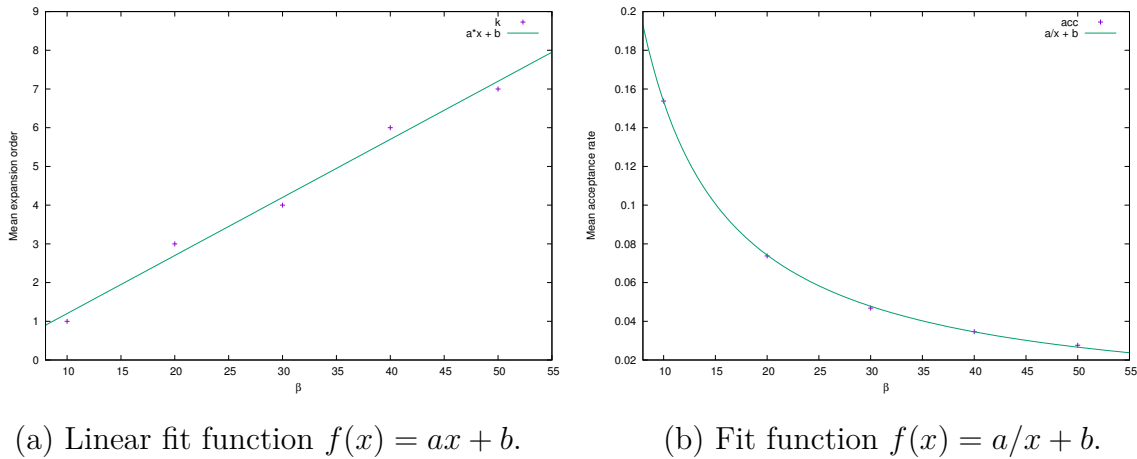 k
a*x + b
9
8
7
6
5
4
3
2
1
0
10 15 20 25 30 35 40 45 50 55
Mean expansion order
β
(a) Linear fit function f(x) = ax + b.
acc
a/x + b
0.2
0.18
0.16
0.14
0.12
0.1
0.08
0.06
0.04
0.02
10 15 20 25 30 35 40 45 50 55
Mean acceptance rate
β
(b) Fit function f(x) = a/x + b.